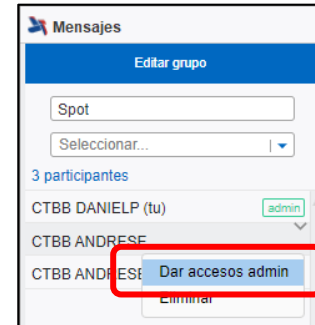 Mensajes
Editar grupo
Spot
Seleccionar...
3 participantes
CTBB DANIELP (tu) admin
CTBB ANDRESE
CTBB ANDRESE
Dar accesos admin
Eliminar